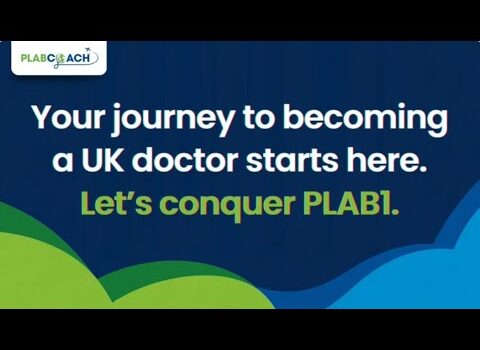 PLABCOACH
Your journey to becoming
a UK doctor starts here.
Let's conquer PLAB1.